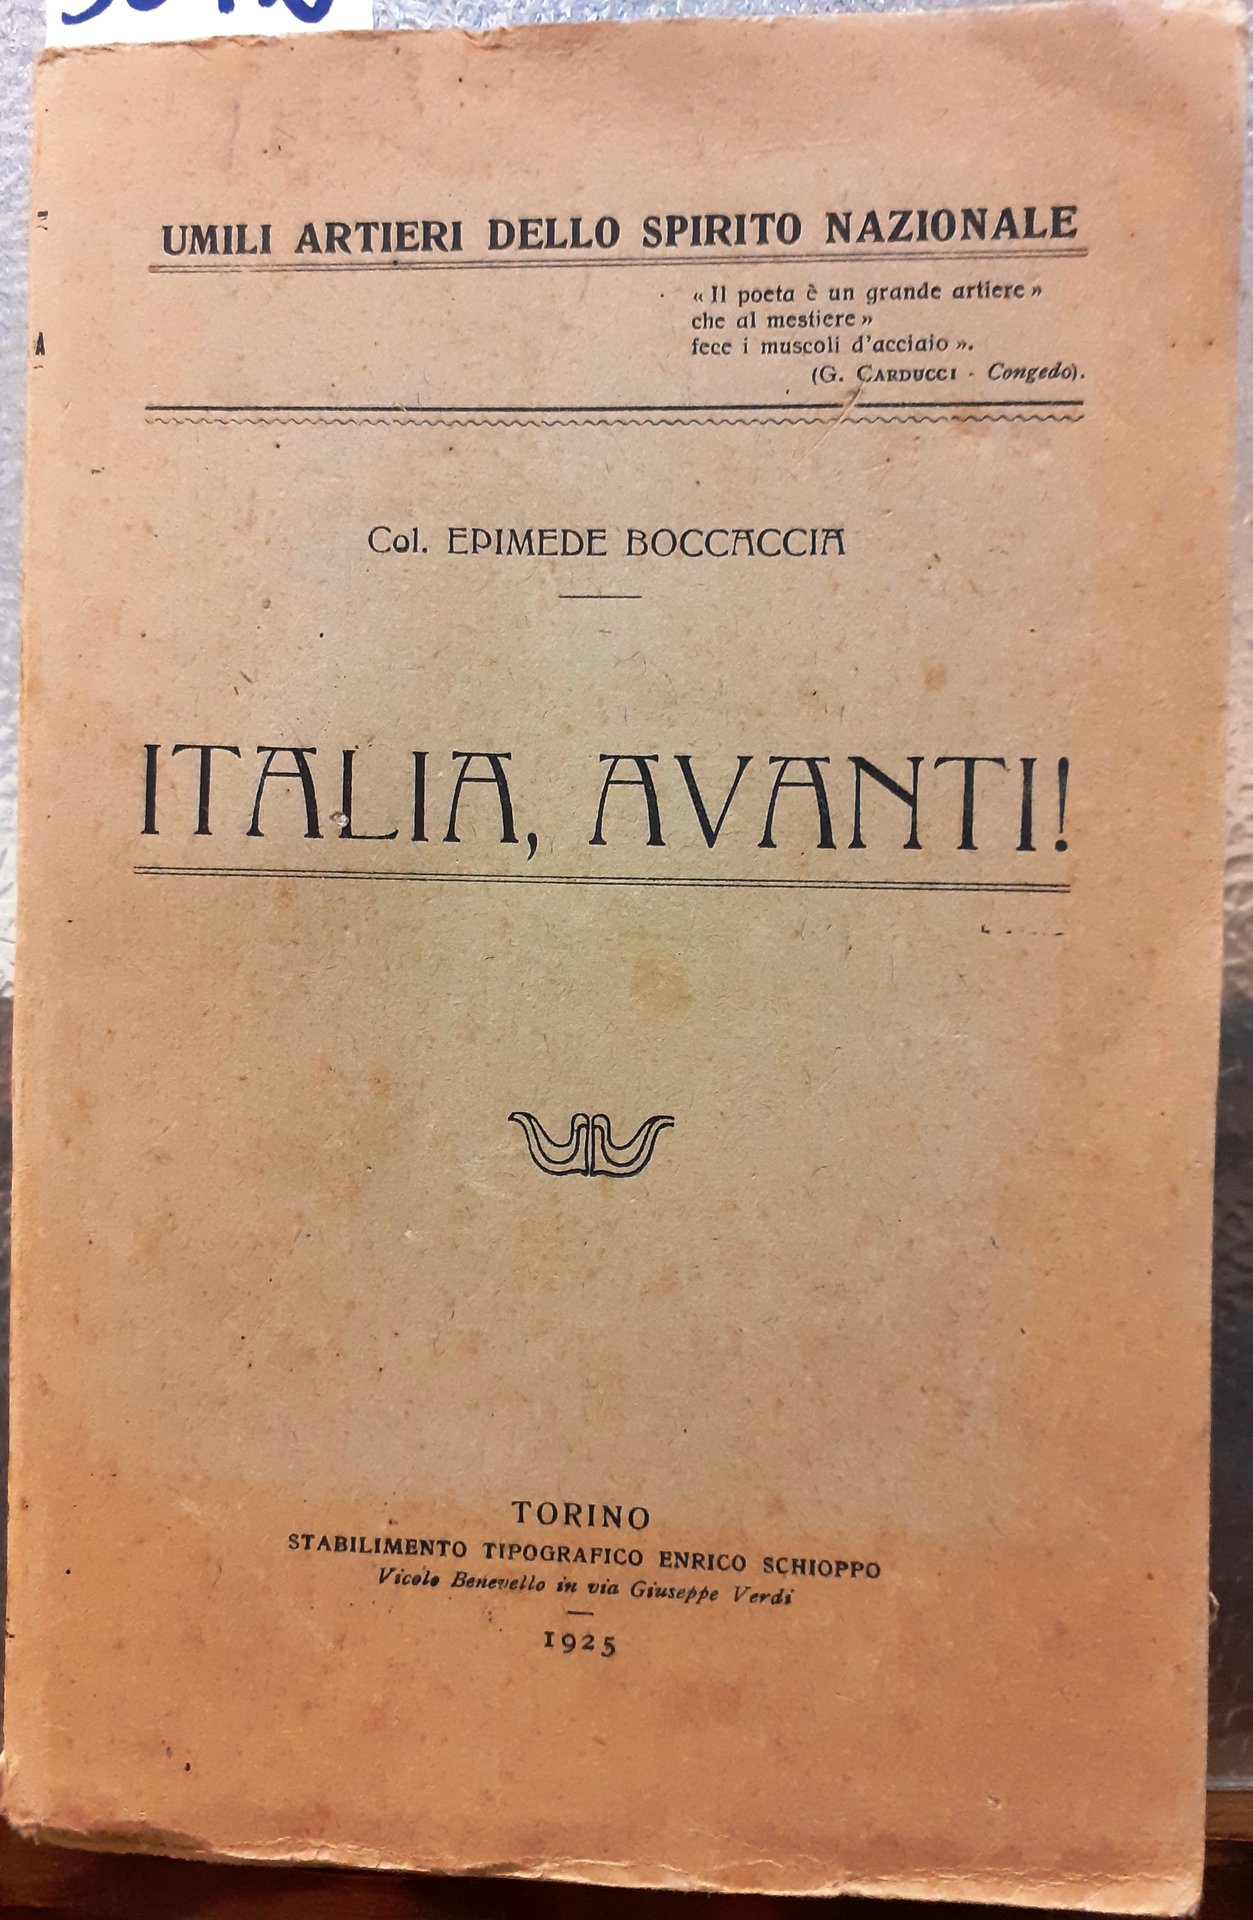 UMILI ARTIERI DELLO SPIRITO NAZIONALE
« Il poeta è un grande artiere »
che al mestiere »
fece i muscoli d'acciaio ».
(G. CARDUCCI - Congedo).
Col. EPIMEDE BOCCACCIA
ITALIA, AVANTI!
TORINO
STABILIMENTO TIPOGRAFICO ENRICO SCHIOPPO
Vicolo Benevello in via Giuseppe Verdi
1925